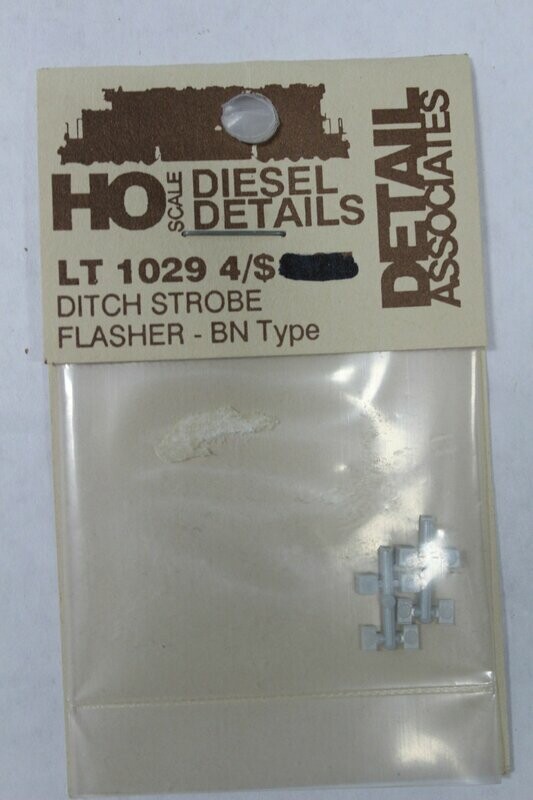 HO SCALE DIESEL
DETAILS
DETAIL
ASSOCIATES
LT 1029 4/$
DITCH STROBE
FLASHER - BN Type